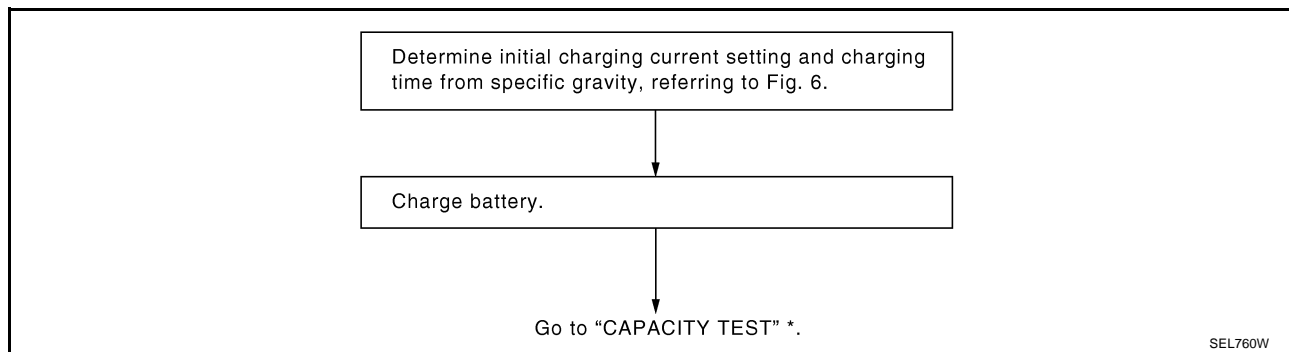 Determine initial charging current setting and charging
time from specific gravity, referring to Fig. 6.
Charge battery.
Go to “CAPACITY TEST” *.
SEL760W